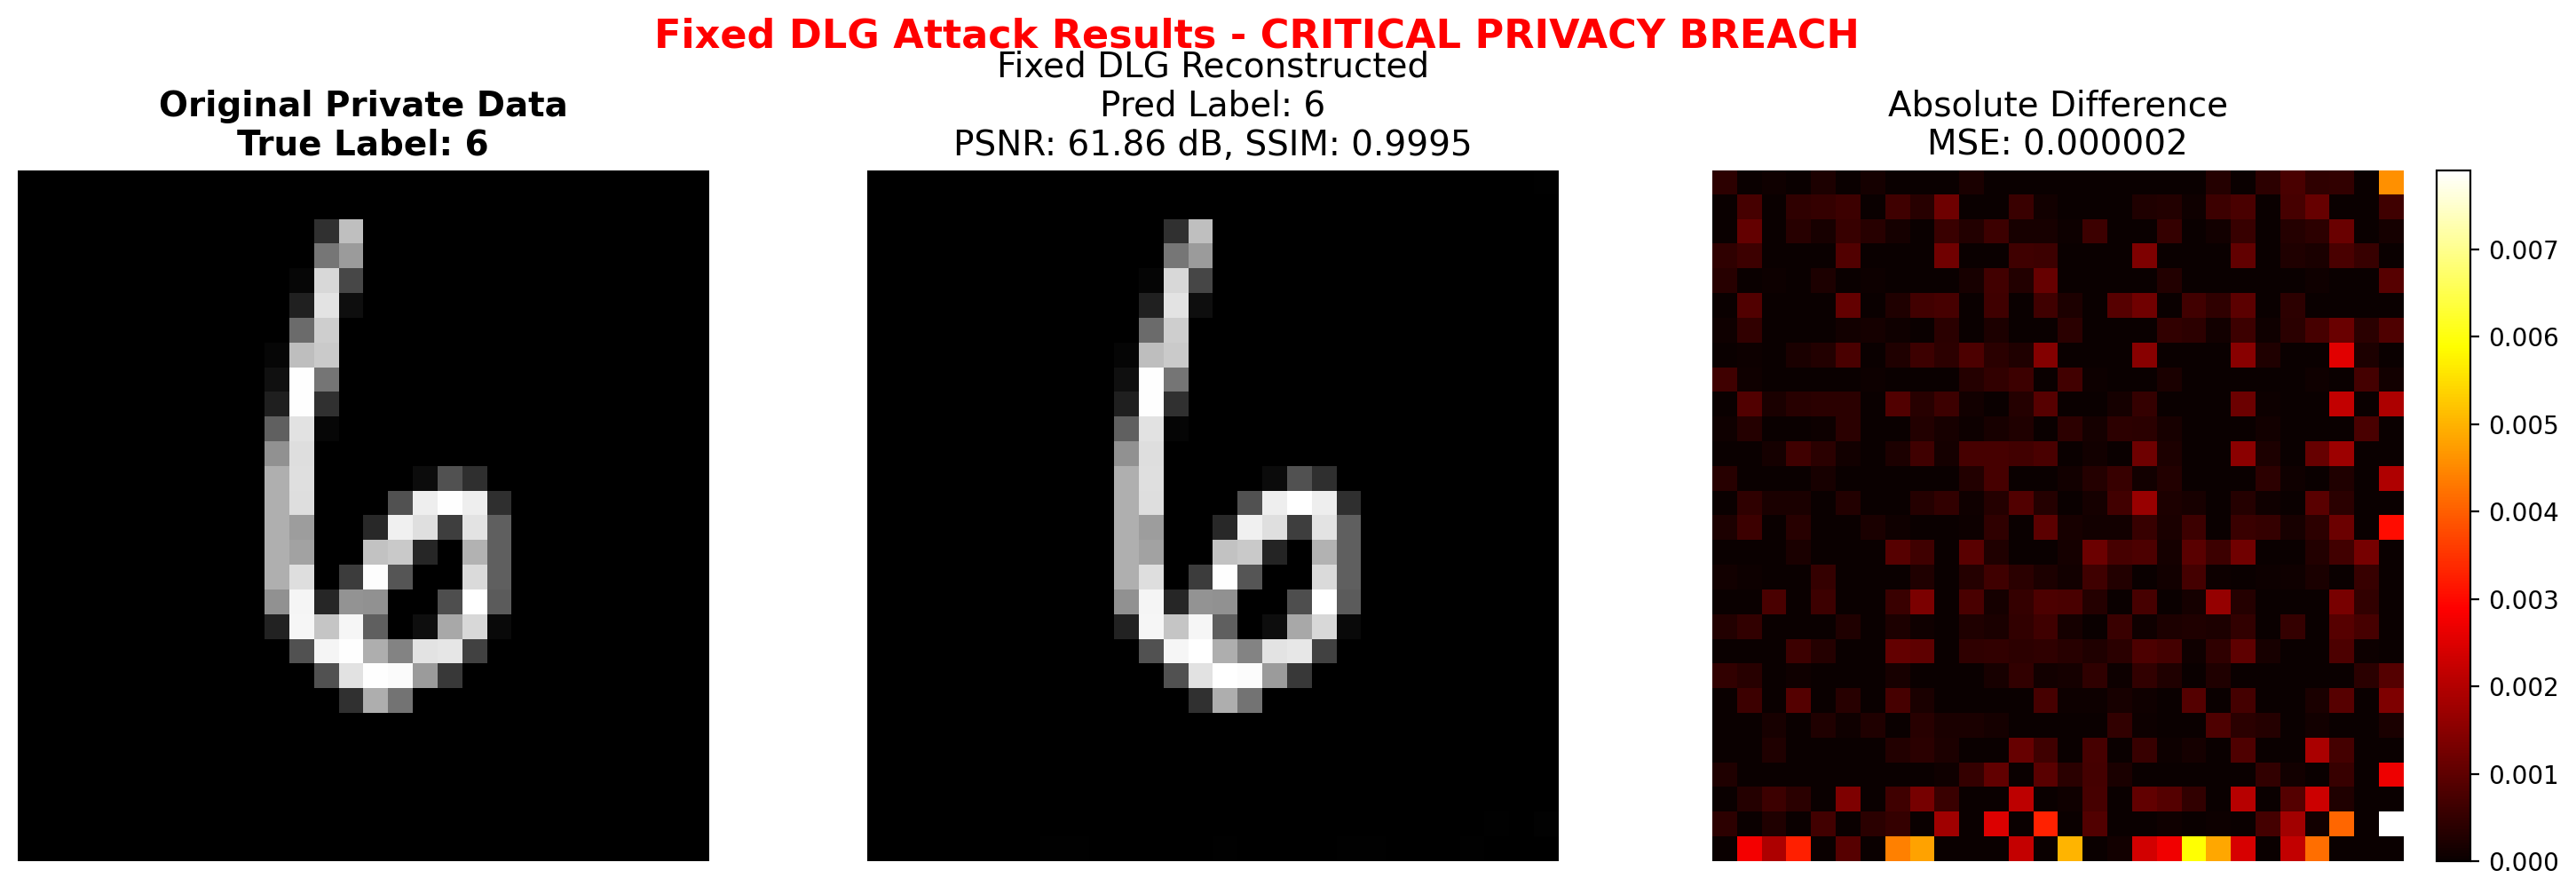 Fixed DLG Attack Results - CRITICAL PRIVACY BREACH
Original Private Data
True Label: 6
Fixed DLG Reconstructed
Pred Label: 6
PSNR: 61.86 dB, SSIM: 0.9995
Absolute Difference
MSE: 0.000002
0.007
0.006
0.005
0.004
0.003
0.002
0.001
0.000